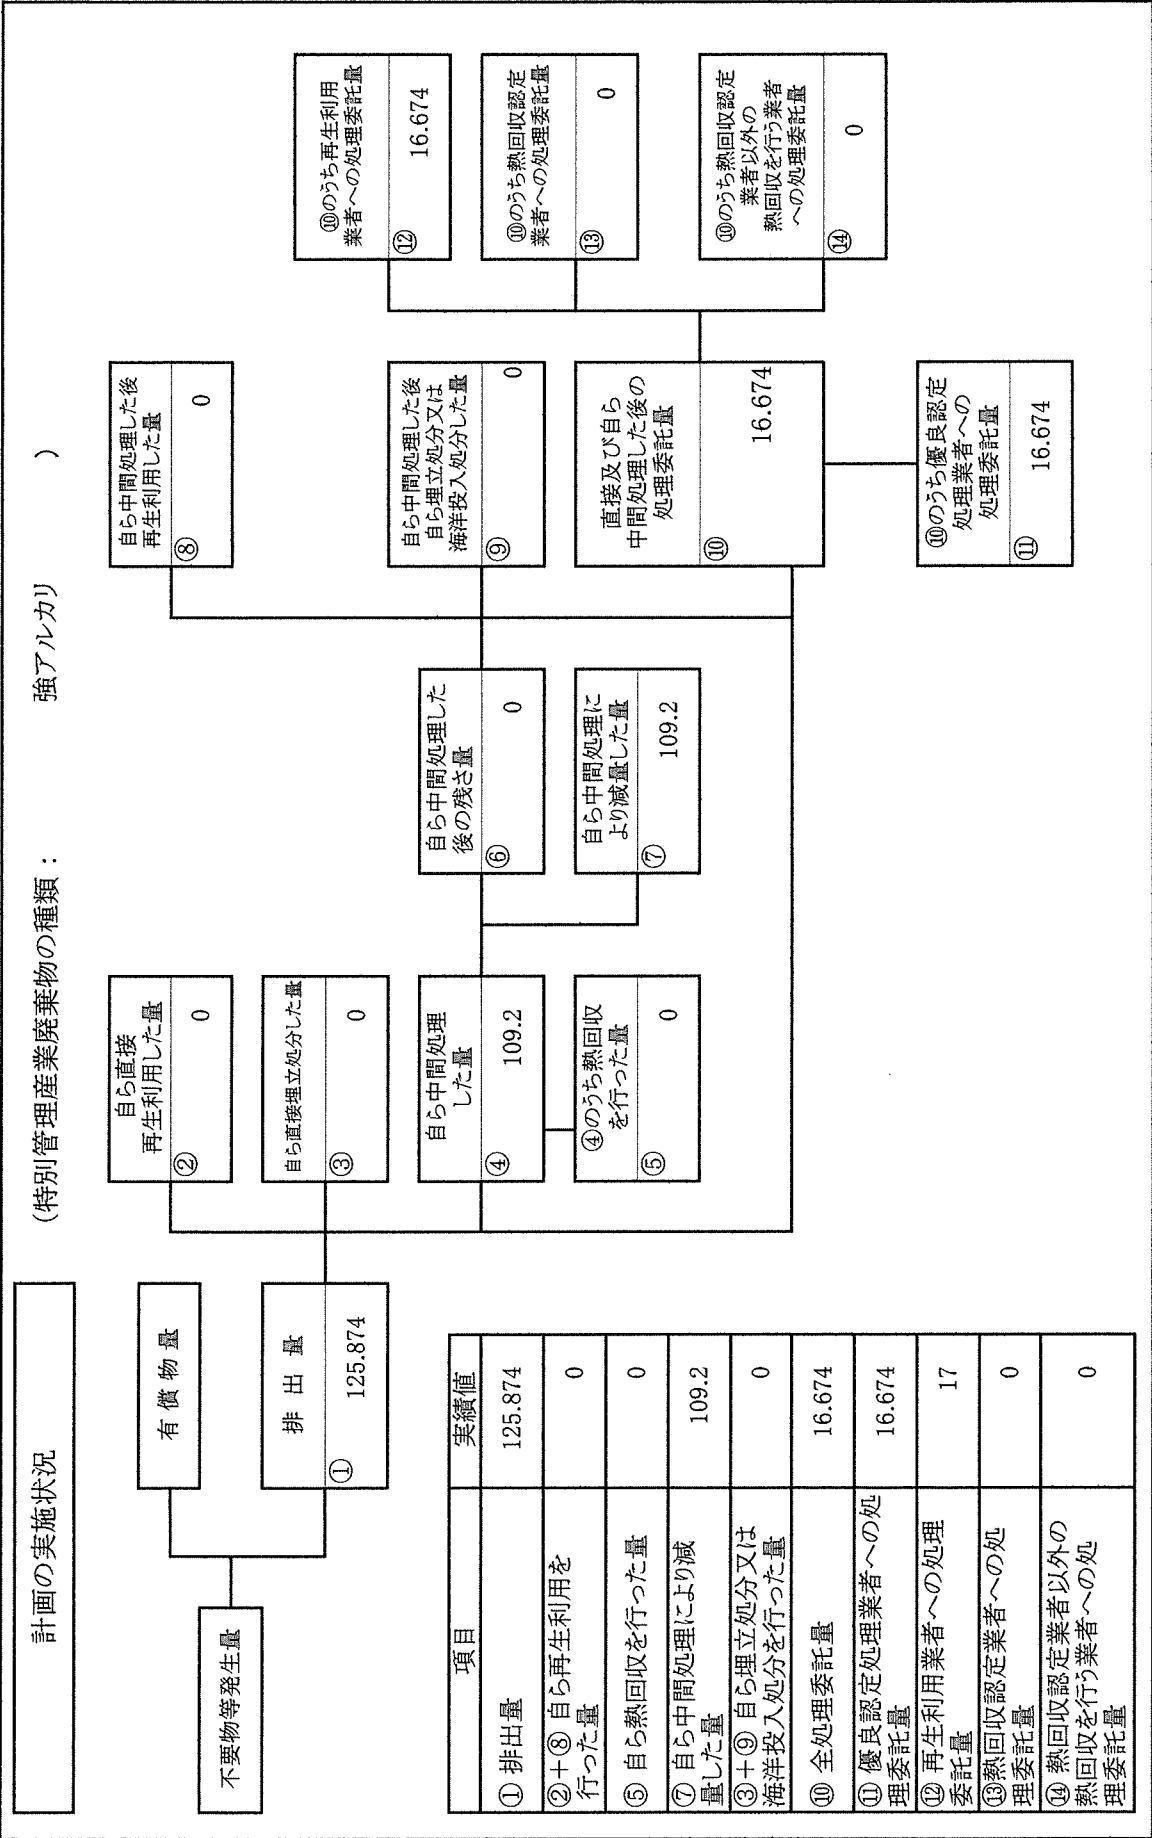 計画の実施状況
(特別管理産業廃棄物の種類：　強アルカリ　)
不要物等発生量
有 償 物 量
排 出 量
①
125.874
自ら直接
再生利用した量
②
0
自ら直接埋立処分した量
③
0
自ら中間処理
した量
④
109.2
④のうち熱回収
を行った量
⑤
0
自ら中間処理した
後の残さ量
⑥
0
自ら中間処理に
より減量した量
⑦
109.2
自ら中間処理した後
再生利用した量
⑧
0
自ら中間処理した後
自ら埋立処分又は
海洋投入処分した量
⑨
0
直接及び自ら
中間処理した後の
処理委託量
⑩
16.674
⑩のうち優良認定
処理業者への
処理委託量
⑪
16.674
⑩のうち再生利用
業者への処理委託量
⑫
16.674
⑩のうち熱回収認定
業者への処理委託量
⑬
0
⑩のうち熱回収認定
業者以外の
熱回収を行う業者
への処理委託量
⑭
0
項目 実績値
① 排出量 125.874
②＋⑧ 自ら再生利用を
行った量 0
⑤ 自ら熱回収を行った量 0
⑦ 自ら中間処理により減
量した量 109.2
③＋⑨ 自ら埋立処分又は
海洋投入処分を行った量 0
⑩ 全処理委託量 16.674
⑪ 優良認定処理業者への処
理委託量 16.674
⑫ 再生利用業者への処理
委託量 17
⑬熱回収認定業者への処
理委託量 0
⑭ 熱回収認定業者以外の
熱回収を行う業者への処
理委託量 0